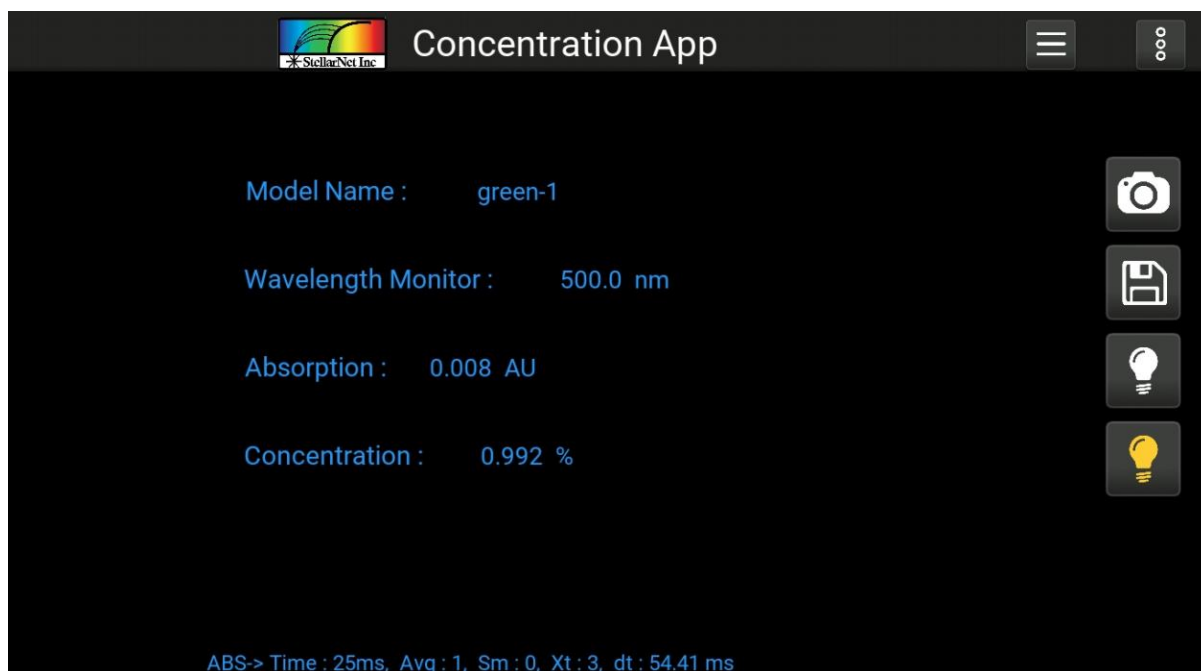 StellarNet Inc
Concentration App
Model Name : green-1
Wavelength Monitor : 500.0 nm
Absorption : 0.008 AU
Concentration : 0.992 %
ABS-> Time : 25ms, Avg : 1, Sm : 0, Xt : 3, dt : 54.41 ms